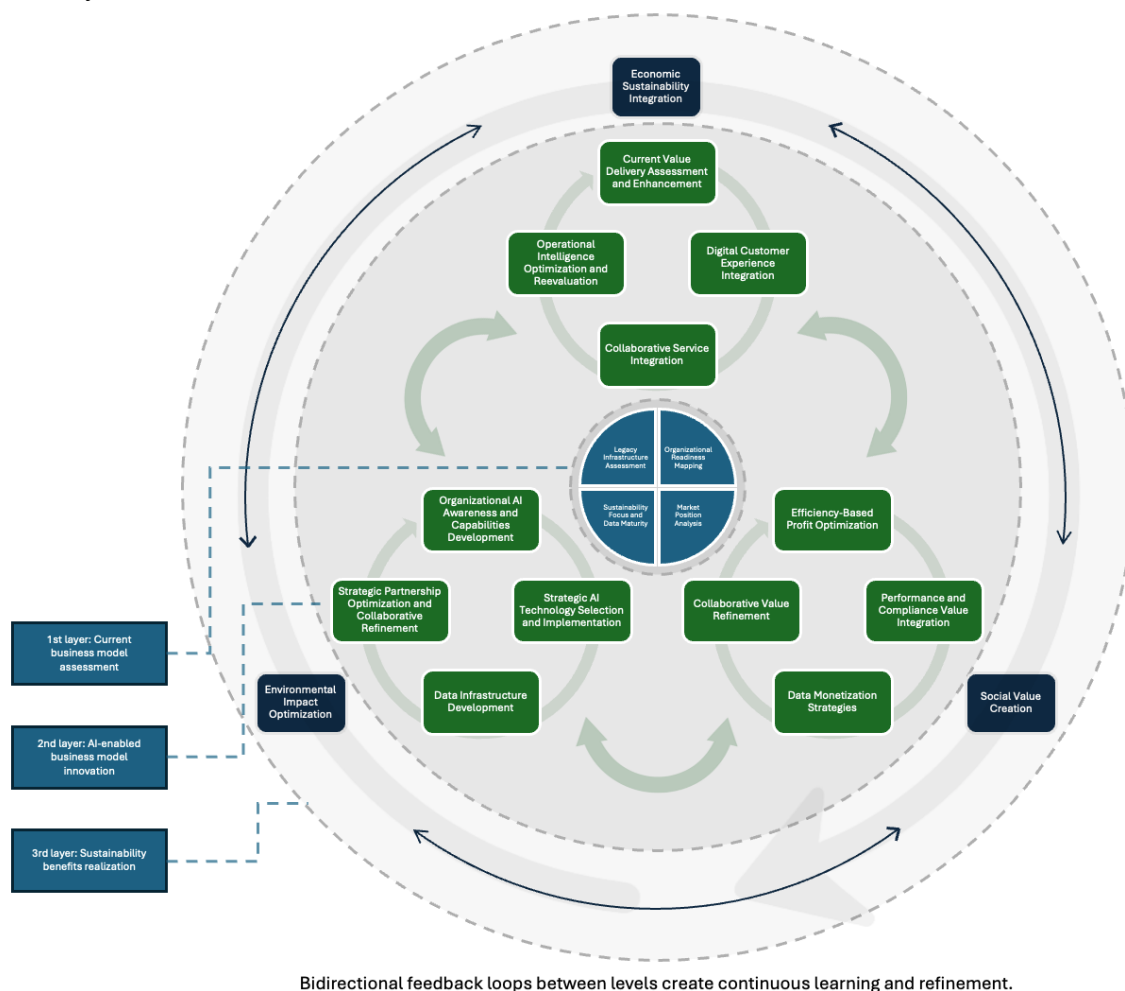 Economic
Sustainability
Integration
Current Value
Delivery Assessment
and Enhancement
Operational
Intelligence
Optimization and
Reevaluation
Digital Customer
Experience
Integration
Collaborative Service
Integration
Legacy
Infrastructure
Assessment
Organizational
Readiness
Mapping
Sustainability
Focus and
Data Maturity
Market
Position
Analysis
Organizational AI
Awareness and
Capabilities
Development
Efficiency-Based
Profit Optimization
Strategic Partnership
Optimization and
Collaborative
Refinement
Strategic AI
Technology Selection
and Implementation
Collaborative Value
Refinement
Performance and
Compliance Value
Integration
Data Infrastructure
Development
Data Monetization
Strategies
Environmental
Impact
Optimization
Social Value
Creation
1st layer: Current
business model
assessment
2nd layer: AI-enabled
business model
innovation
3rd layer: Sustainability
benefits realization
Bidirectional feedback loops between levels create continuous learning and refinement.